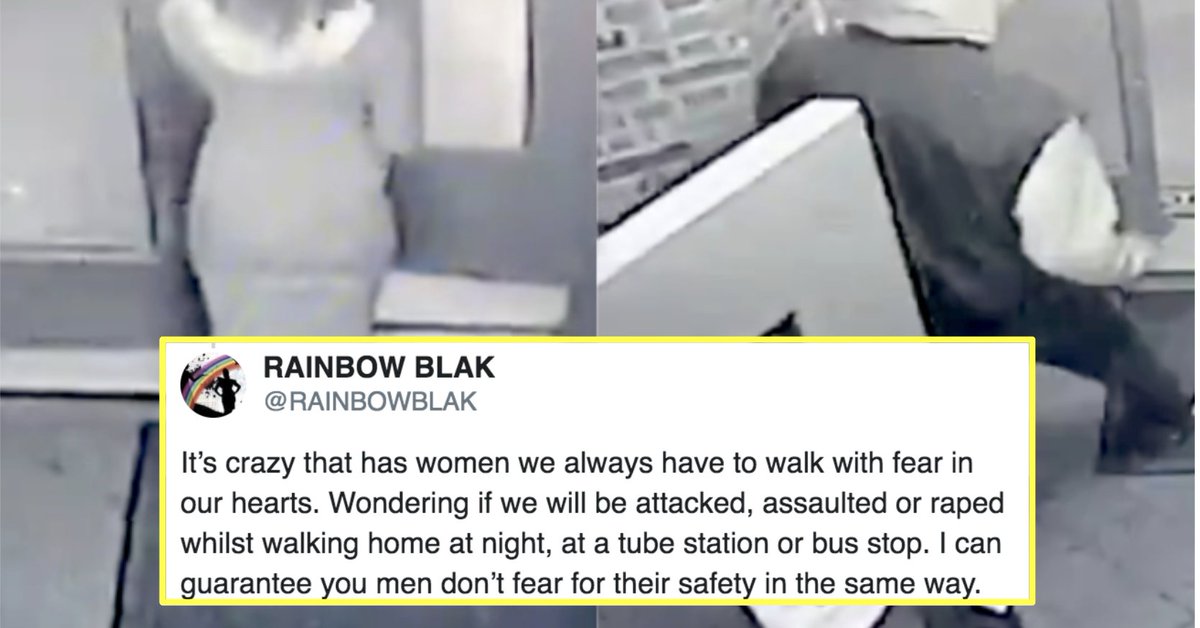 RAINBOW BLAK
@RAINBOWBLAK
It's crazy that has women we always have to walk with fear in
our hearts. Wondering if we will be attacked, assaulted or raped
whilst walking home at night, at a tube station or bus stop. I can
guarantee you men don't fear for their safety in the same way.